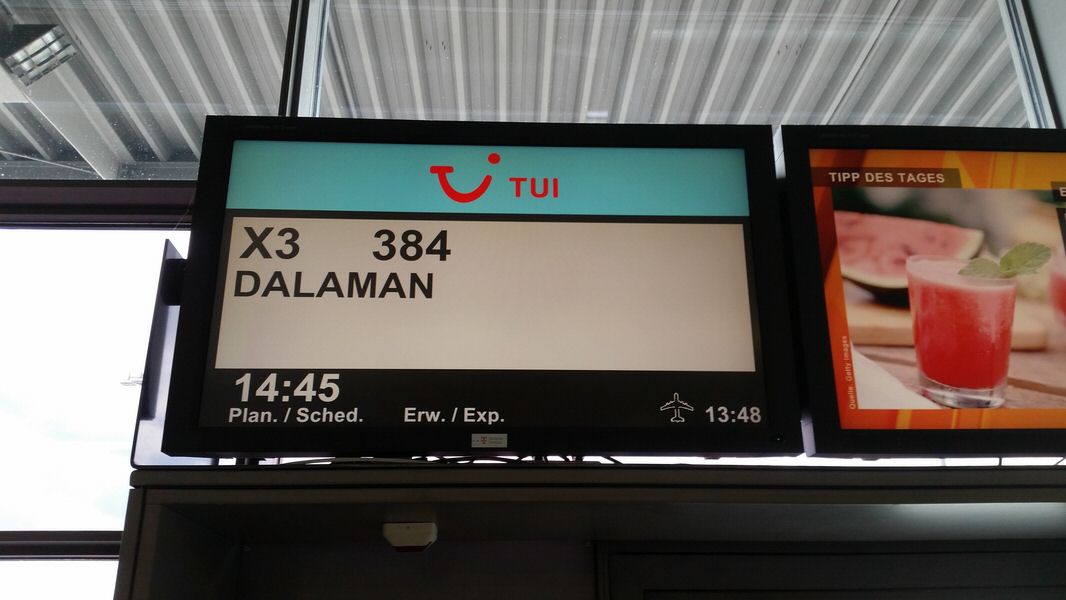 TUI
X3 384
DALAMAN
14:45
Plan. / Sched. Erw. / Exp.
13:48
TIPP DES TAGES
Quelle: Getty Images